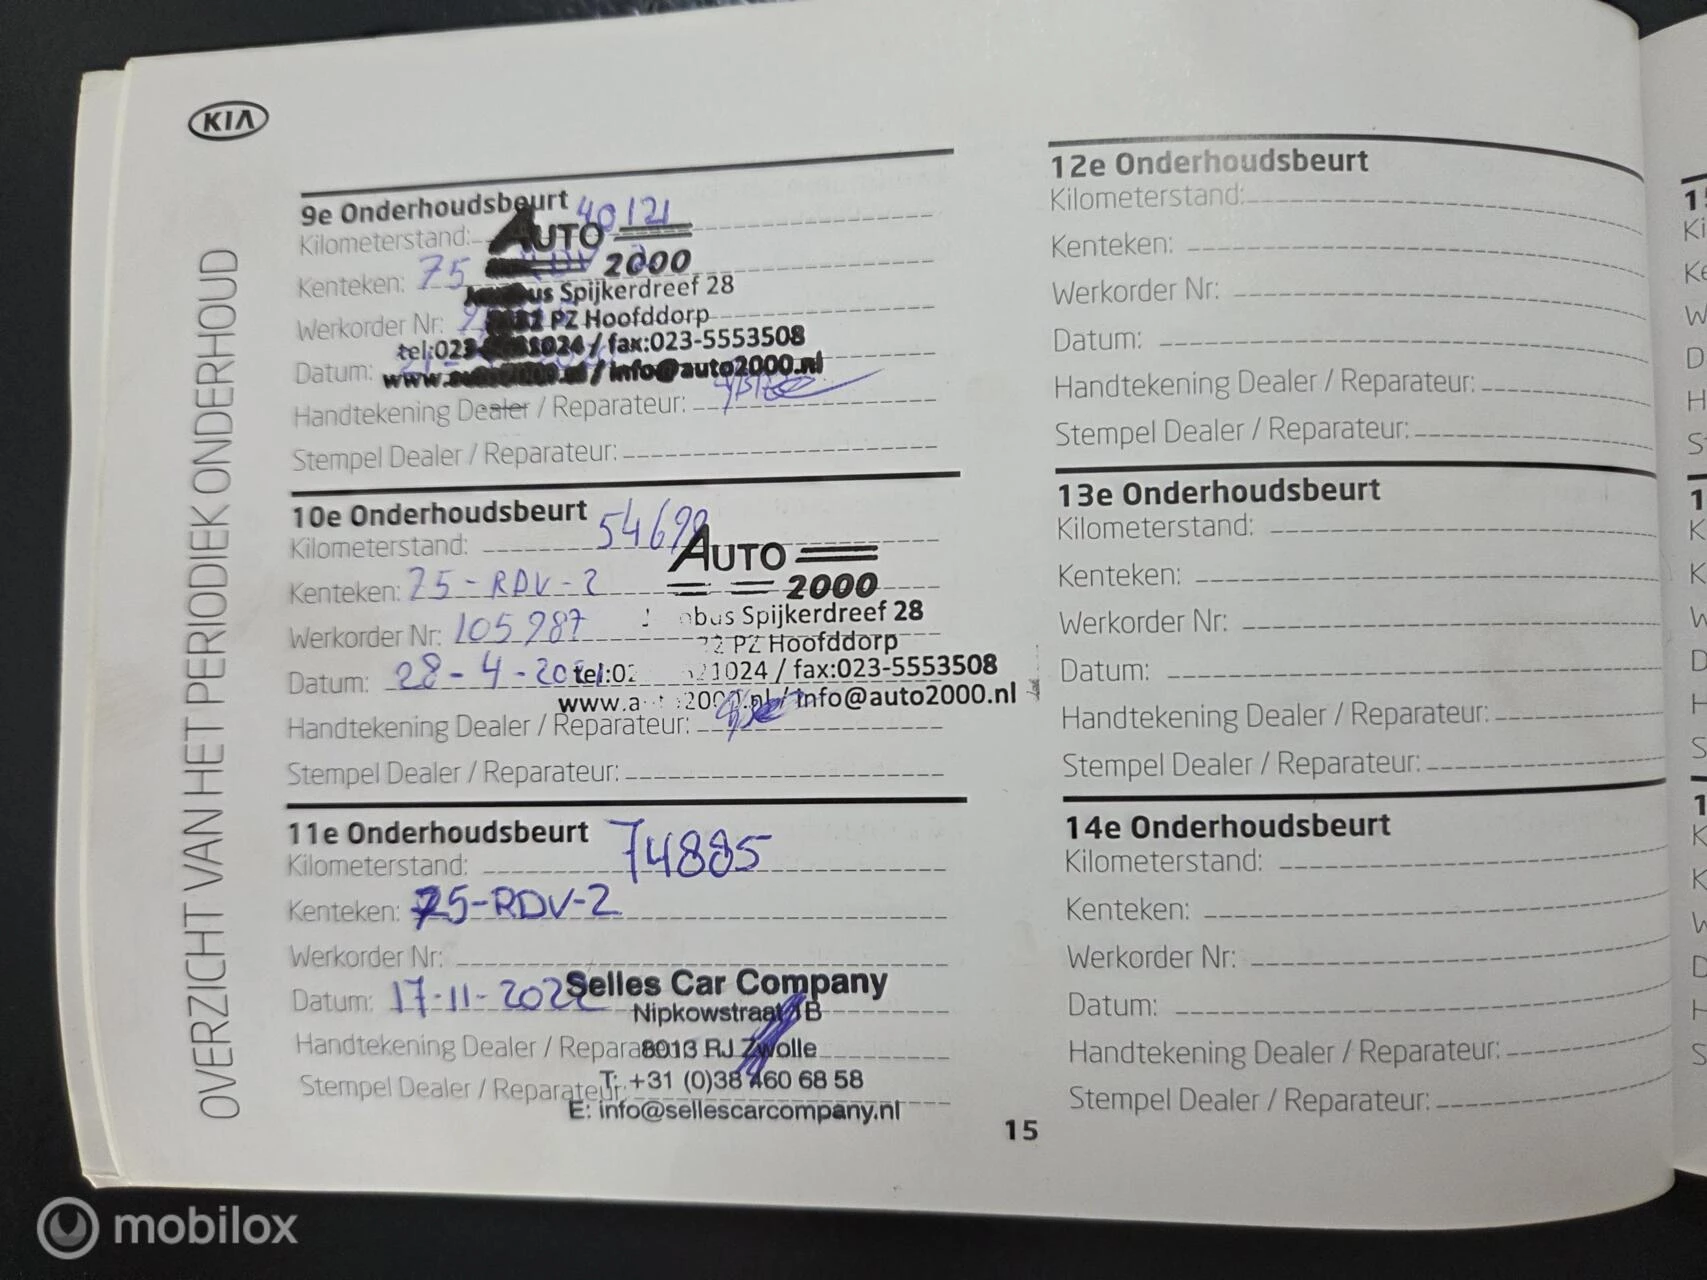 KIA
OVERZICHT VAN HET PERIODIEK ONDERHOUD
9e Onderhoudsbeurt
Kilometerstand: 40121
Kenteken: 75
Werkorder Nr:
Datum:
Handtekening Dealer / Reparateur:
Stempel Dealer / Reparateur:
AUTO
2000
Spijkerdreef 28
PZ Hoofddorp
/ fax:023-5553508
/ info@auto2000.nl
10e Onderhoudsbeurt
Kilometerstand:
Kenteken: 75-RDV-2
Werkorder Nr: 105987
Datum: 28-4-20
Handtekening Dealer / Reparateur:
Stempel Dealer / Reparateur:
AUTO
2000
Spijkerdreef 28
PZ Hoofddorp
1024 / fax:023-5553508
/ info@auto2000.nl
11e Onderhoudsbeurt
Kilometerstand: 74885
Kenteken: 75-RDV-2
Werkorder Nr:
Datum: 17-11-2022
Handtekening Dealer / Repara
Stempel Dealer / Reparateur:
Selles Car Company
Nipkowstraat 1B
8013 RJ Zwolle
T: +31 (0)38 460 68 58
E: info@sellescarcompany.nl
12e Onderhoudsbeurt
Kilometerstand:
Kenteken:
Werkorder Nr:
Datum:
Handtekening Dealer / Reparateur:
Stempel Dealer / Reparateur:
13e Onderhoudsbeurt
Kilometerstand:
Kenteken:
Werkorder Nr:
Datum:
Handtekening Dealer / Reparateur:
Stempel Dealer / Reparateur:
14e Onderhoudsbeurt
Kilometerstand:
Kenteken:
Werkorder Nr:
Datum:
Handtekening Dealer / Reparateur:
Stempel Dealer / Reparateur:
15
mobilox